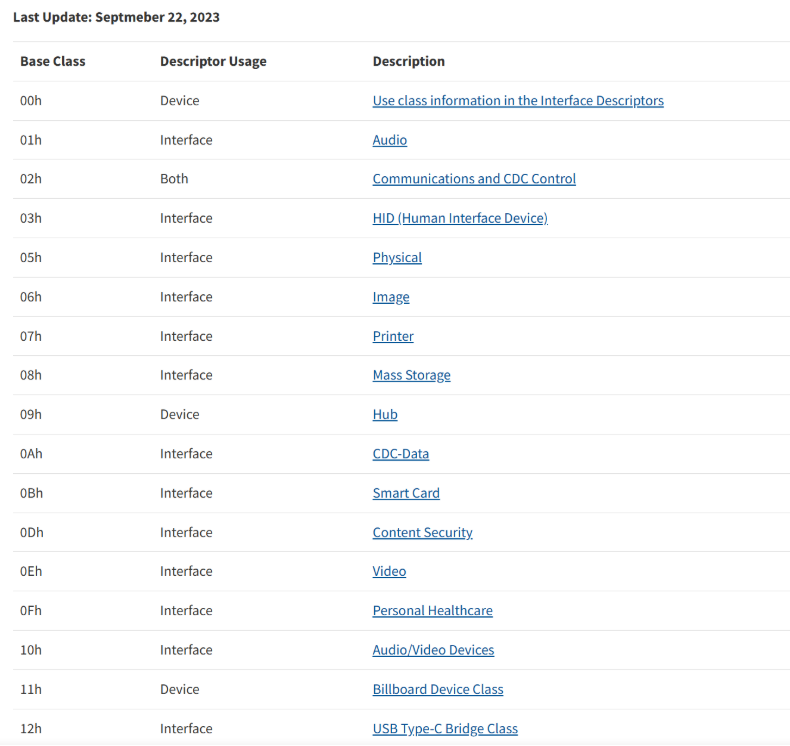 Last Update: Septmeber 22, 2023
Base Class Descriptor Usage Description
00h Device Use class information in the Interface Descriptors
01h Interface Audio
02h Both Communications and CDC Control
03h Interface HID (Human Interface Device)
05h Interface Physical
06h Interface Image
07h Interface Printer
08h Interface Mass Storage
09h Device Hub
0Ah Interface CDC-Data
0Bh Interface Smart Card
0Dh Interface Content Security
0Eh Interface Video
0Fh Interface Personal Healthcare
10h Interface Audio/Video Devices
11h Device Billboard Device Class
12h Interface USB Type-C Bridge Class